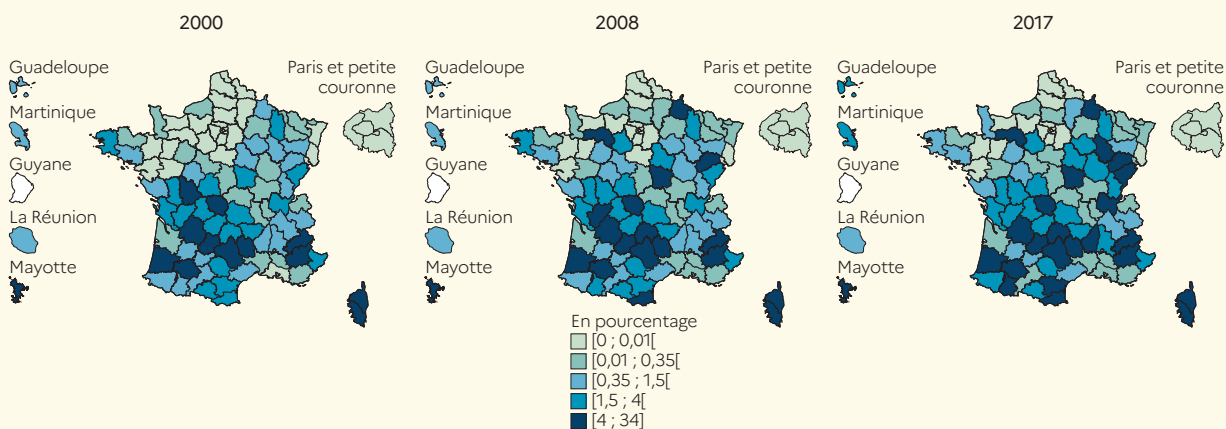 2000
Guadeloupe
Martinique
Guyane
La Réunion
Mayotte
Paris et petite
couronne
2008
Guadeloupe
Martinique
Guyane
La Réunion
Mayotte
Paris et petite
couronne
2017
Guadeloupe
Martinique
Guyane
La Réunion
Mayotte
Paris et petite
couronne
En pourcentage
[0 ; 0,01[
[0,01 ; 0,35[
[0,35 ; 1,5[
[1,5 ; 4[
[4 ; 34]